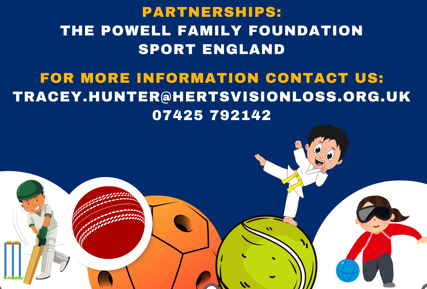 PARTNERSHIPS:
THE POWELL FAMILY FOUNDATION
SPORT ENGLAND
FOR MORE INFORMATION CONTACT US:
TRACEY.HUNTER@HERTSVISIONLOSS.ORG.UK
07425 792142